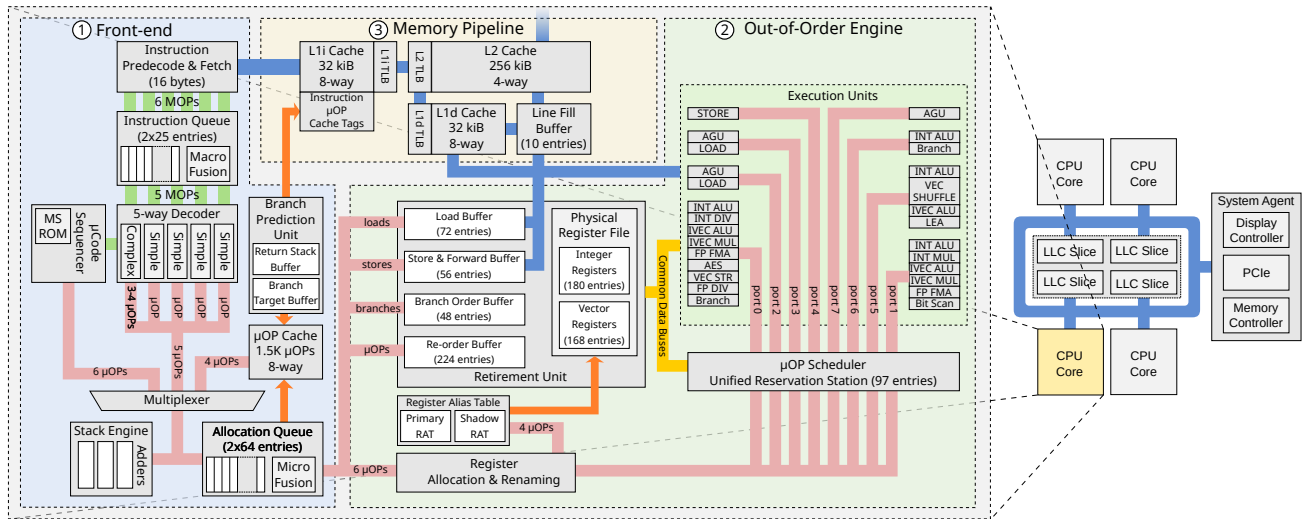 ① Front-end
Instruction
Predecode & Fetch
(16 bytes)
6 MOPs
Instruction Queue
(2x25 entries)
Macro
Fusion
5 MOPs
MS
ROM
µCode
Sequencer
5-way Decoder
Complex
Simple
Simple
Simple
Simple
3-4 µOPs
µOP
µOP
µOP
µOP
Branch
Prediction
Unit
Return Stack
Buffer
Branch
Target Buffer
µOP Cache
1.5K µOPs
8-way
6 µOPs
5 µOPs
4 µOPs
Multiplexer
Stack Engine
Adders
Allocation Queue
(2x64 entries)
Micro
Fusion
③ Memory Pipeline
L1i Cache
32 kiB
8-way
Instruction
µOP
Cache Tags
L1i TLB
L2 TLB
L2 Cache
256 kiB
4-way
L1d TLB
L1d Cache
32 kiB
8-way
Line Fill
Buffer
(10 entries)
② Out-of-Order Engine
loads
stores
branches
µOPs
6 µOPs
Load Buffer
(72 entries)
Store & Forward Buffer
(56 entries)
Branch Order Buffer
(48 entries)
Re-order Buffer
(224 entries)
Retirement Unit
Physical
Register File
Integer
Registers
(180 entries)
Vector
Registers
(168 entries)
Register Alias Table
Primary
RAT
Shadow
RAT
4 µOPs
Register
Allocation & Renaming
Common Data Buses
Execution Units
STORE
AGU
LOAD
AGU
LOAD
INT ALU
INT DIV
IVEC ALU
IVEC MUL
FP FMA
AES
VEC STR
FP DIV
Branch
port 0
port 2
port 3
port 4
port 7
port 6
port 5
port 1
AGU
INT ALU
Branch
INT ALU
VEC
SHUFFLE
IVEC ALU
LEA
INT ALU
INT MUL
IVEC ALU
IVEC MUL
FP FMA
Bit Scan
µOP Scheduler
Unified Reservation Station (97 entries)
CPU
Core
CPU
Core
LLC Slice
LLC Slice
LLC Slice
LLC Slice
CPU
Core
CPU
Core
System Agent
Display
Controller
PCIe
Memory
Controller